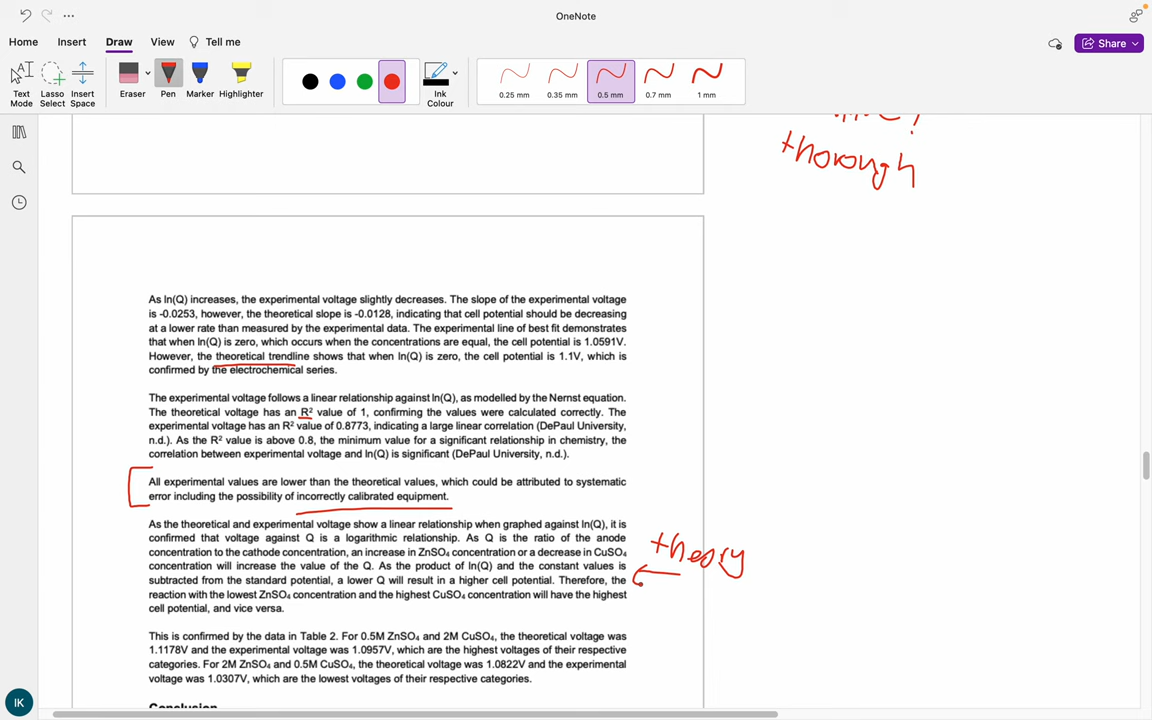 OneNote
Home Insert Draw View Tell me
Share
Text Mode
Lasso Select
Insert Space
Eraser
Pen
Marker
Highlighter
Ink Colour
0.25 mm
0.35 mm
0.5 mm
0.7 mm
1 mm
thorough
As ln(Q) increases, the experimental voltage slightly decreases. The slope of the experimental voltage
is -0.0253, however, the theoretical slope is -0.0128, indicating that cell potential should be decreasing
at a lower rate than measured by the experimental data. The experimental line of best fit demonstrates
that when ln(Q) is zero, which occurs when the concentrations are equal, the cell potential is 1.0591V.
However, the theoretical trendline shows that when ln(Q) is zero, the cell potential is 1.1V, which is
confirmed by the electrochemical series.
The experimental voltage follows a linear relationship against ln(Q), as modelled by the Nernst equation.
The theoretical voltage has an R² value of 1, confirming the values were calculated correctly. The
experimental voltage has an R² value of 0.8773, indicating a large linear correlation (DePaul University,
n.d.). As the R² value is above 0.8, the minimum value for a significant relationship in chemistry, the
correlation between experimental voltage and ln(Q) is significant (DePaul University, n.d.).
All experimental values are lower than the theoretical values, which could be attributed to systematic
error including the possibility of incorrectly calibrated equipment.
As the theoretical and experimental voltage show a linear relationship when graphed against ln(Q), it is
confirmed that voltage against Q is a logarithmic relationship. As Q is the ratio of the anode
concentration to the cathode concentration, an increase in ZnSO₄ concentration or a decrease in CuSO₄
concentration will increase the value of the Q. As the product of ln(Q) and the constant values is
subtracted from the standard potential, a lower Q will result in a higher cell potential. Therefore, the
reaction with the lowest ZnSO₄ concentration and the highest CuSO₄ concentration will have the highest
cell potential, and vice versa.
theory
This is confirmed by the data in Table 2. For 0.5M ZnSO₄ and 2M CuSO₄, the theoretical voltage was
1.1178V and the experimental voltage was 1.0957V, which are the highest voltages of their respective
categories. For 2M ZnSO₄ and 0.5M CuSO₄, the theoretical voltage was 1.0822V and the experimental
voltage was 1.0307V, which are the lowest voltages of their respective categories.
Conclusion
IK